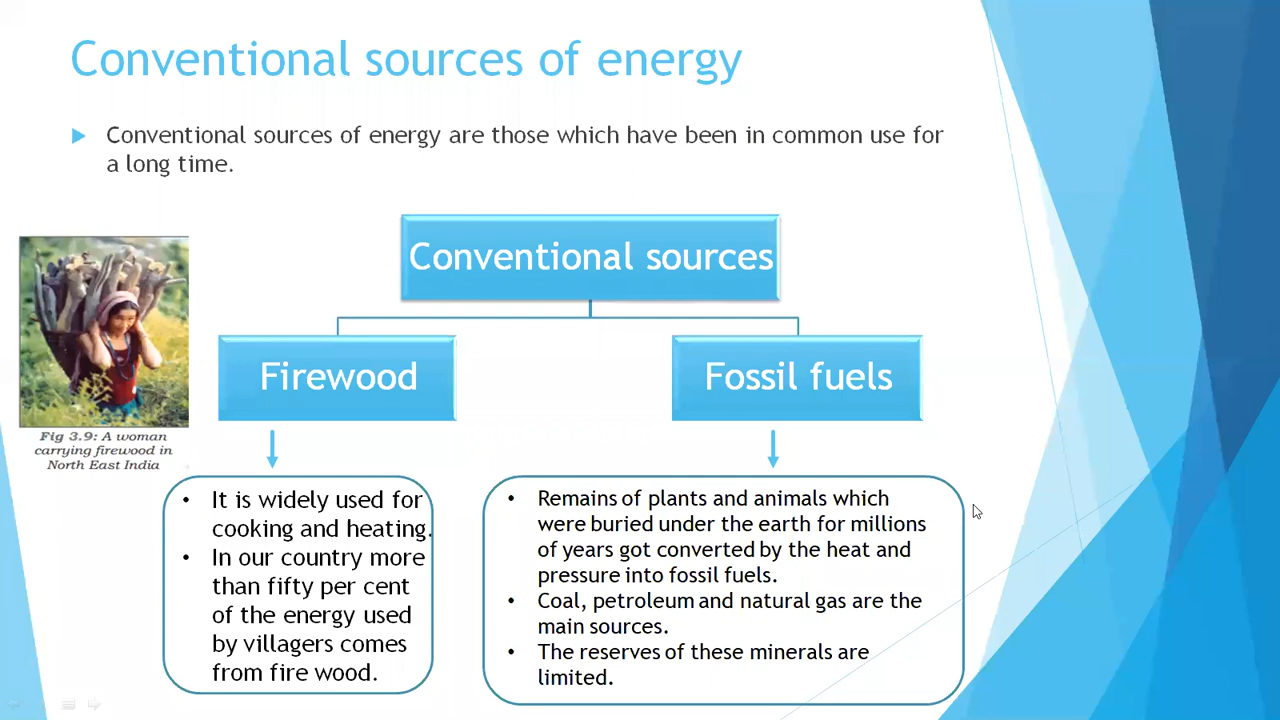 Conventional sources of energy
Conventional sources of energy are those which have been in common use for
a long time.
Conventional sources
Firewood
Fossil fuels
Fig 3.9: A woman
carrying firewood in
North East India
• It is widely used for
cooking and heating.
• In our country more
than fifty per cent
of the energy used
by villagers comes
from fire wood.
• Remains of plants and animals which
were buried under the earth for millions
of years got converted by the heat and
pressure into fossil fuels.
• Coal, petroleum and natural gas are the
main sources.
• The reserves of these minerals are
limited.